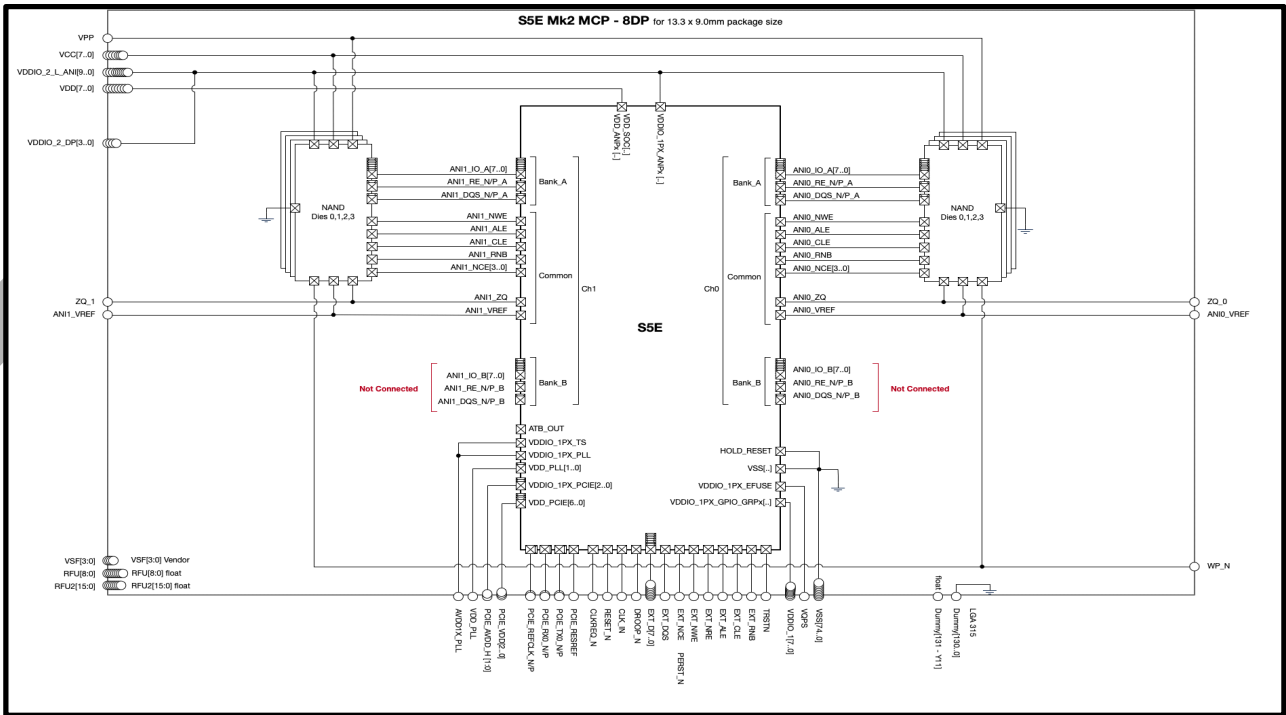 S5E Mk2 MCP - 8DP for 13.3 x 9.0mm package size
VPP
VCC[7..0]
VDDIO_2_L_ANI[9..0]
VDD[7..0]
VDDIO_2_DP[3..0]
VDD_SOC[..]
VDD_ANPx [..]
VDDIO_1PX_ANPx [..]
NAND
Dies 0,1,2,3
ANI1_IO_A[7..0]
ANI1_RE_N/P_A
ANI1_DQS_N/P_A
ANI1_NWE
ANI1_ALE
ANI1_CLE
ANI1_RNB
ANI1_NCE[3..0]
ANI1_ZQ
ANI1_VREF
Bank_A
Common
Ch1
Bank_B
ZQ_1
ANI1_VREF
Not Connected
ANI1_IO_B[7..0]
ANI1_RE_N/P_B
ANI1_DQS_N/P_B
S5E
Bank_A
Common
Ch0
Bank_B
ANI0_IO_A[7..0]
ANI0_RE_N/P_A
ANI0_DQS_N/P_A
ANI0_NWE
ANI0_ALE
ANI0_CLE
ANI0_RNB
ANI0_NCE[3..0]
ANI0_ZQ
ANI0_VREF
NAND
Dies 0,1,2,3
ZQ_0
ANI0_VREF
ANI0_IO_B[7..0]
ANI0_RE_N/P_B
ANI0_DQS_N/P_B
Not Connected
ATB_OUT
VDDIO_1PX_TS
VDDIO_1PX_PLL
VDD_PLL[1..0]
VDDIO_1PX_PCIE[2..0]
VDD_PCIE[6..0]
HOLD_RESET
VSS[..]
VDDIO_1PX_EFUSE
VDDIO_1PX_GPIO_GRPx[..]
VSF[3:0]
VSF[3:0] Vendor
RFU[8:0]
RFU[8:0] float
RFU2[15:0]
RFU2[15:0] float
WP_N
AVDD1X_PLL
VDD_PLL
PCIE_AVDD_H [1:0]
PCIE_VDD[2..0]
PCIE_REFCLK_N/P
PCIE_RX0_N/P
PCIE_TX0_N/P
PCIE_RESREF
CLKREQ_N
RESET_N
CLK_IN
DROOP_N
EXT_D[7..0]
EXT_DQS
EXT_NCE
PERST_N
EXT_NWE
EXT_NRE
EXT_ALE
EXT_CLE
EXT_RNB
TRSTN
VDDIO_1[7..0]
VQPS
VSS[74..0]
float
Dummy[131 - Y11]
Dummy[130..0]
LGA 315